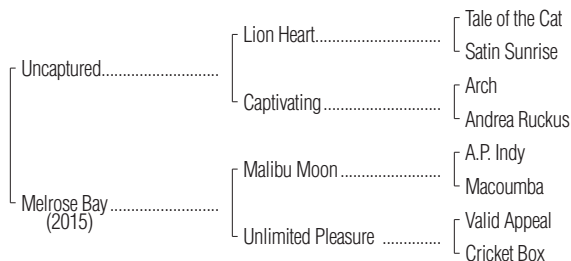 Tale of the Cat
Lion Heart..................................
Satin Sunrise
Uncaptured................................
Arch
Captivating................................
Andrea Ruckus
A.P. Indy
Malibu Moon............................
Macoumba
Melrose Bay..............................
(2015)
Valid Appeal
Unlimited Pleasure ................
Cricket Box